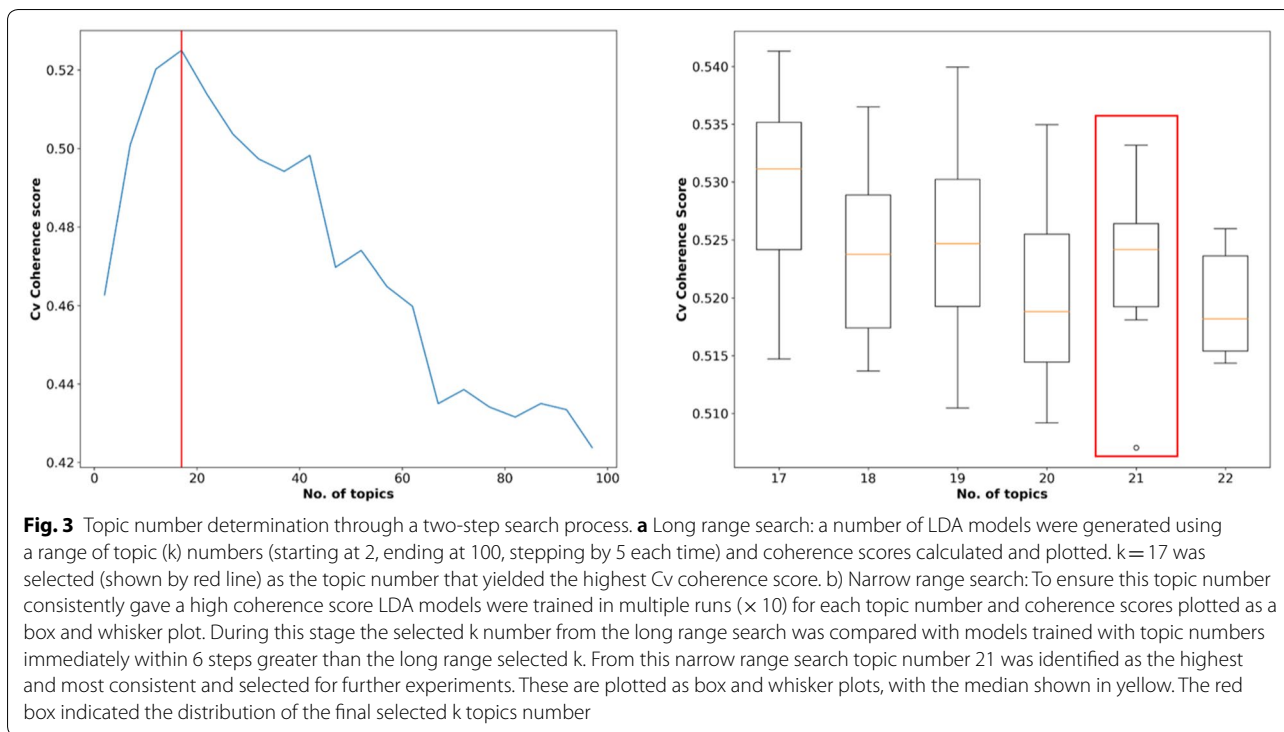 0.52
0.50
0.48
0.46
0.44
0.42
Cv Coherence score
0 20 40 60 80 100
No. of topics
0.540
0.535
0.530
0.525
0.520
0.515
0.510
Cv Coherence Score
17 18 19 20 21 22
No. of topics
Fig. 3 Topic number determination through a two-step search process. a Long range search: a number of LDA models were generated using
a range of topic (k) numbers (starting at 2, ending at 100, stepping by 5 each time) and coherence scores calculated and plotted. k = 17 was
selected (shown by red line) as the topic number that yielded the highest Cv coherence score. b) Narrow range search: To ensure this topic number
consistently gave a high coherence score LDA models were trained in multiple runs (× 10) for each topic number and coherence scores plotted as a
box and whisker plot. During this stage the selected k number from the long range search was compared with models trained with topic numbers
immediately within 6 steps greater than the long range selected k. From this narrow range search topic number 21 was identified as the highest
and most consistent and selected for further experiments. These are plotted as box and whisker plots, with the median shown in yellow. The red
box indicated the distribution of the final selected k topics number